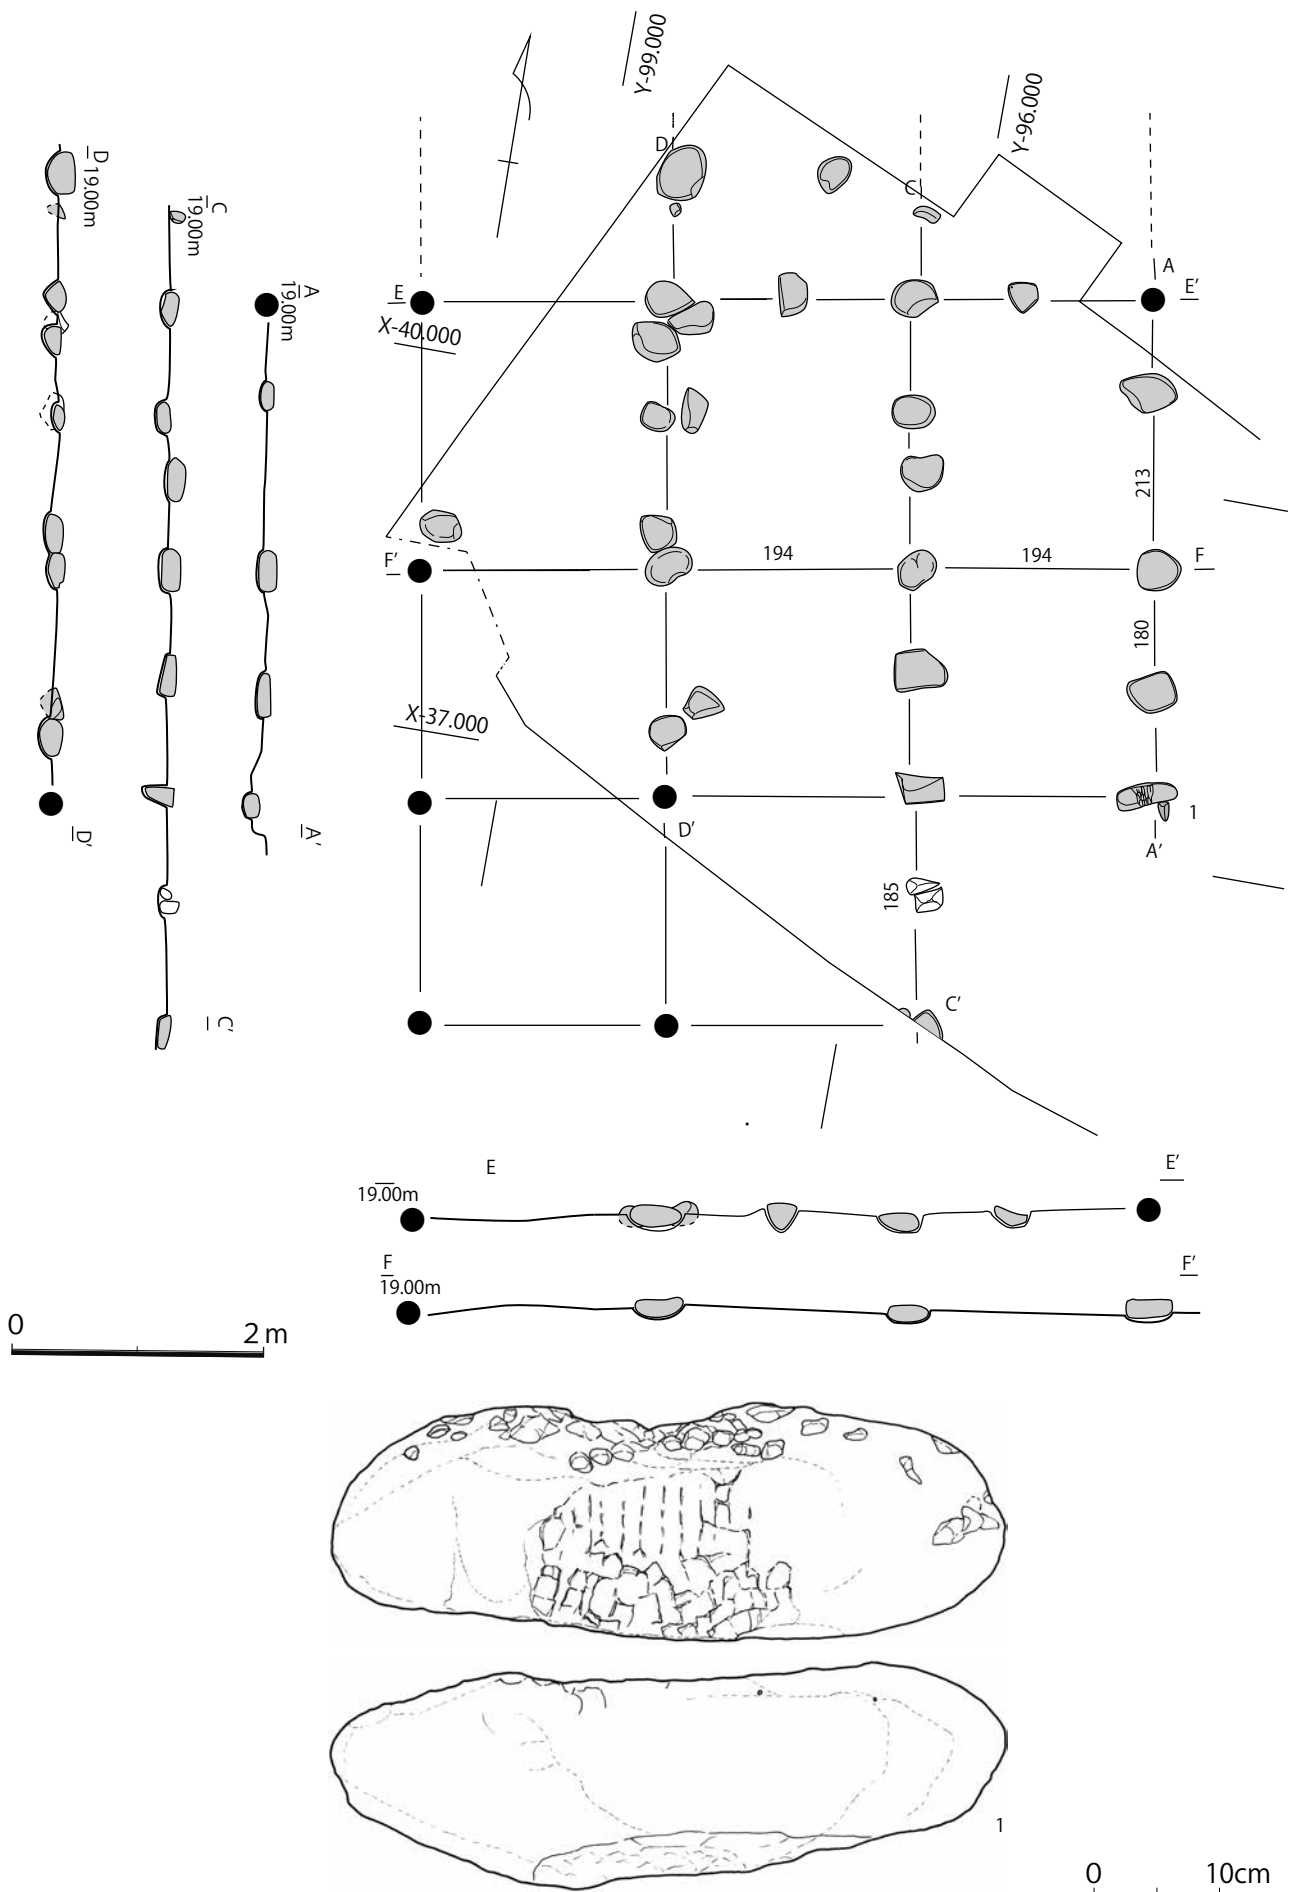 Y-99.000
Y-96.000
D
19.00m
C
19.00m
A
19.00m
D
C
A
E
E′
X-40.000
213
F′
194
194
F
180
X-37.000
D′
1
A′
D′
A′
185
C′
C′
E
E′
19.00m
F
F′
19.00m
0
2 m
1
0
10cm